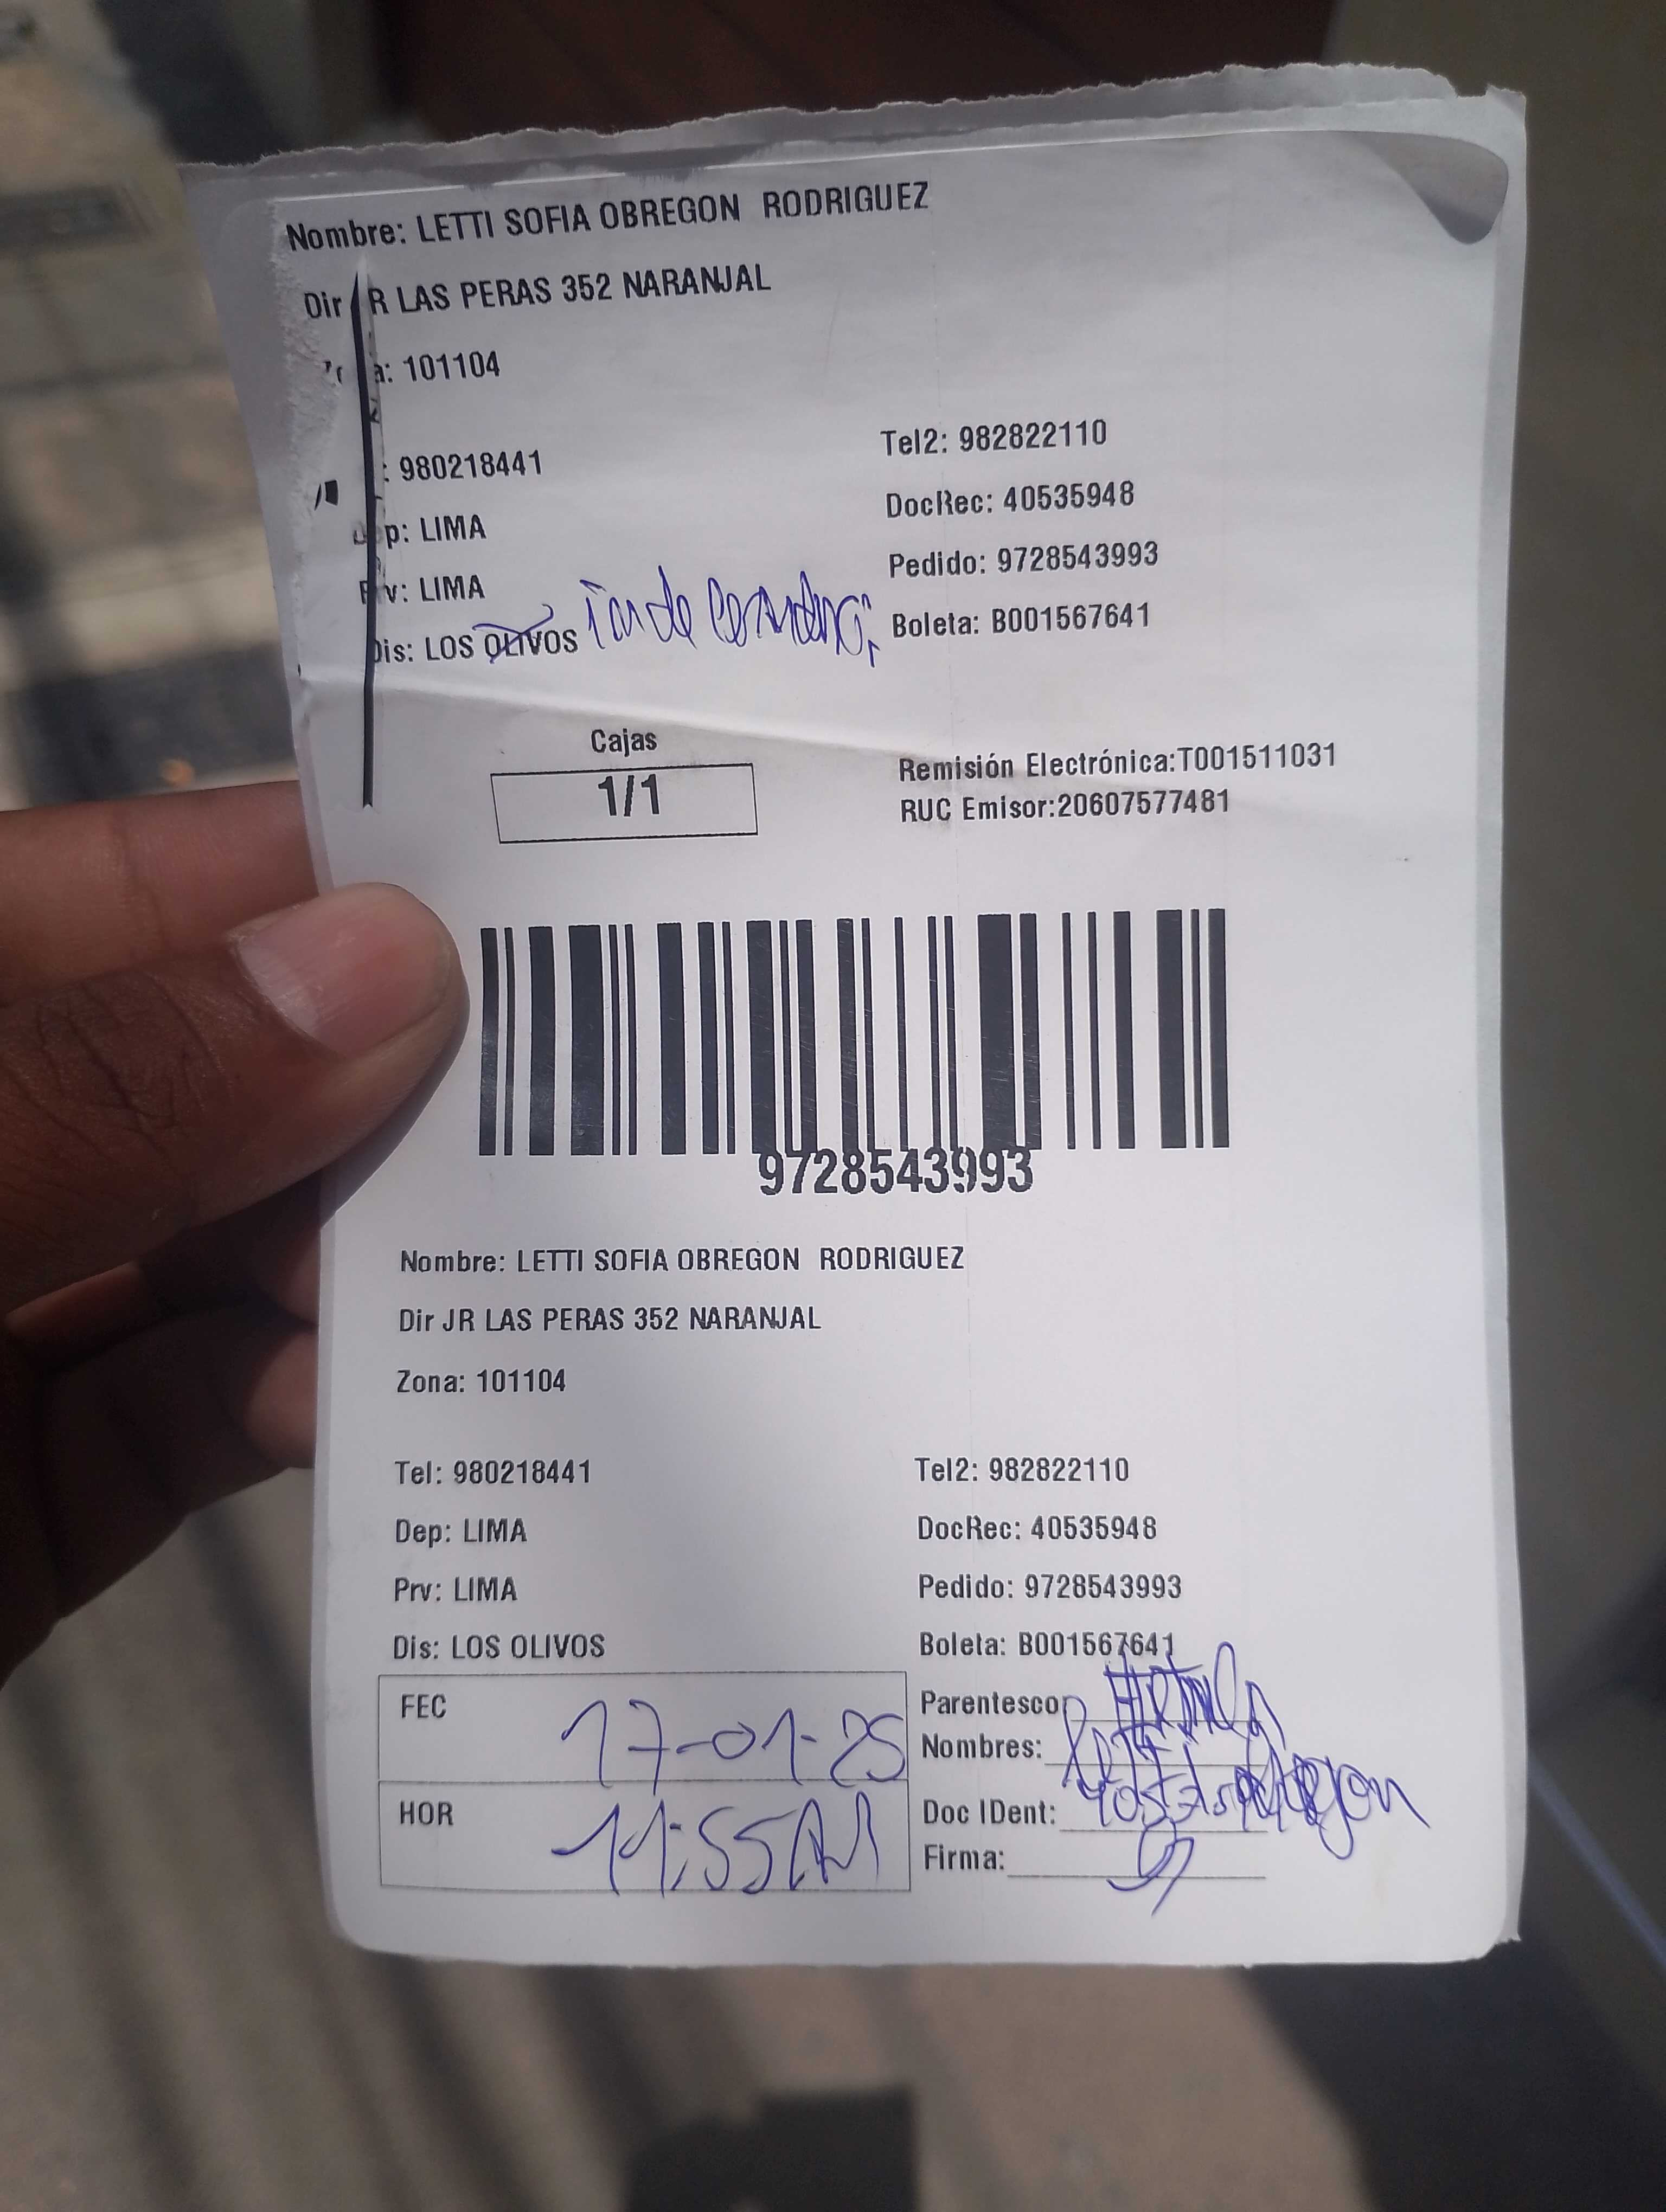 Nombre: LETTI SOFIA OBREGON RODRIGUEZ
Dir R LAS PERAS 352 NARANJAL
a: 101104
: 980218441
Tel2: 982822110
DocRec: 40535948
p: LIMA
Pedido: 9728543993
v: LIMA
Dis: LOS OLIVOS
Boleta: B001567641
Cajas
1/1
Remisión Electrónica:T001511031
RUC Emisor:20607577481
9728543993
Nombre: LETTI SOFIA OBREGON RODRIGUEZ
Dir JR LAS PERAS 352 NARANJAL
Zona: 101104
Tel: 980218441
Tel2: 982822110
Dep: LIMA
DocRec: 40535948
Prv: LIMA
Pedido: 9728543993
Dis: LOS OLIVOS
Boleta: B001567641
FEC 17-01-25
Parentesco
Nombres:
HOR 11:55AM
Doc IDent:
Firma: